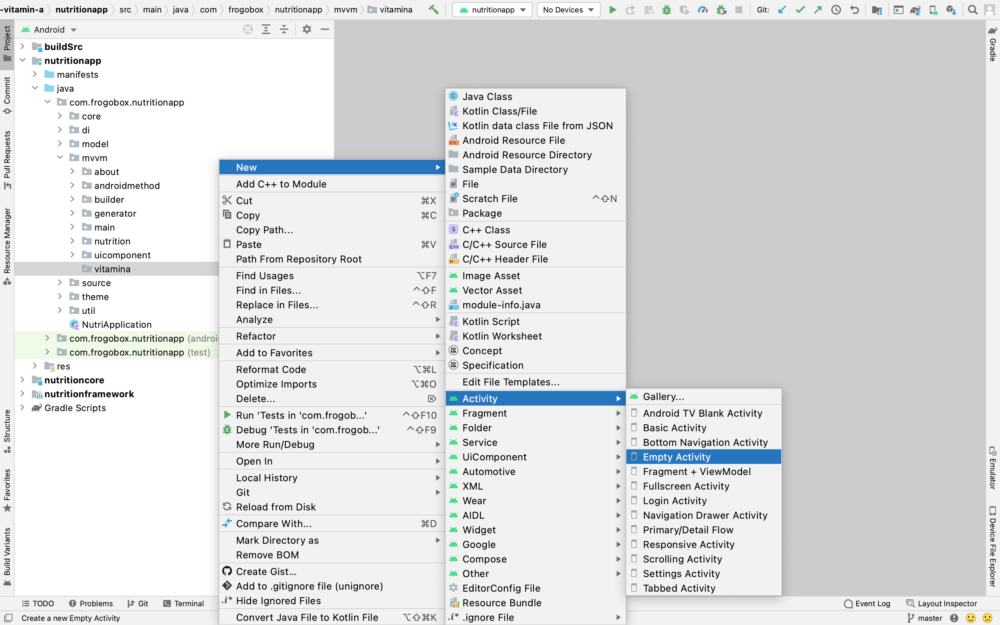 -vitamin-a nutritionapp src main java com frogobox nutritionapp mvvm vitamina nutritionapp No Devices Git:
Project
Commit
Pull Requests
Resource Manager
Structure
Favorites
Build Variants
Android
buildSrc
nutritionapp
manifests
java
com.frogobox.nutritionapp
core
di
model
mvvm
about
androidmethod
builder
generator
main
nutrition
uicomponent
vitamina
source
theme
util
NutriApplication
com.frogobox.nutritionapp (androi
com.frogobox.nutritionapp (test)
res
nutritioncore
nutritionframework
Gradle Scripts
New
Add C++ to Module
Cut ⌘X
Copy ⌘C
Copy Path...
Paste ⌘V
Path From Repository Root
Find Usages ⌥F7
Find in Files... ^⇧F
Replace in Files... ^⇧R
Analyze
Refactor
Add to Favorites
Reformat Code ⌥⌘L
Optimize Imports ⌥⌘O
Delete... ⌦
Run 'Tests in 'com.frogob...' ^⇧F10
Debug 'Tests in 'com.frogob...' ^⇧F9
More Run/Debug
Open In
Local History
Git
Reload from Disk
Compare With... ⌘D
Mark Directory as
Remove BOM
Create Gist...
Add to .gitignore file (unignore)
.i* Hide Ignored Files
Convert Java File to Kotlin File ⌥⇧⌘K
C Java Class
Kotlin Class/File
JK Kotlin data class File from JSON
Android Resource File
Android Resource Directory
Sample Data Directory
File
Scratch File ^⇧N
Package
S C++ Class
C++ C/C++ Source File
H C/C++ Header File
Image Asset
Vector Asset
J module-info.java
Kotlin Script
Kotlin Worksheet
Concept
Specification
Edit File Templates...
Activity
Fragment
Folder
Service
UiComponent
Automotive
XML
Wear
AIDL
Widget
Google
Compose
Other
EditorConfig File
Resource Bundle
.i* .ignore File
Gallery...
Android TV Blank Activity
Basic Activity
Bottom Navigation Activity
Empty Activity
Fragment + ViewModel
Fullscreen Activity
Login Activity
Navigation Drawer Activity
Primary/Detail Flow
Responsive Activity
Scrolling Activity
Settings Activity
Tabbed Activity
Gradle
Emulator
Device File Explorer
TODO Problems Git Terminal Event Log Layout Inspector
Create a new Empty Activity master